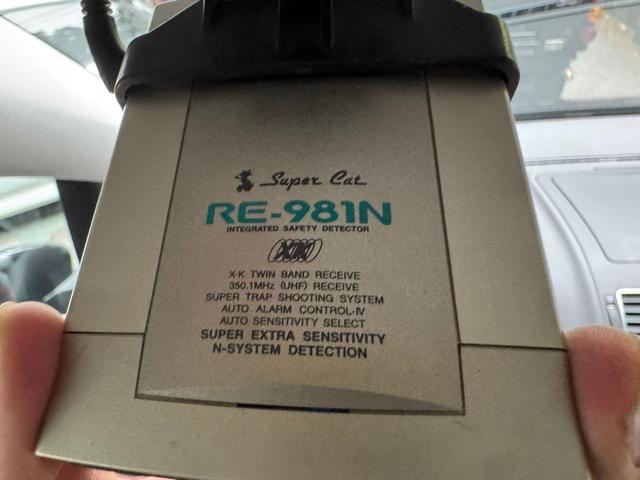 Super Cat
RE-981N
INTEGRATED SAFETY DETECTOR
XK
X·K TWIN BAND RECEIVE
350.1MHz (UHF) RECEIVE
SUPER TRAP SHOOTING SYSTEM
AUTO ALARM CONTROL-IV
AUTO SENSITIVITY SELECT
SUPER EXTRA SENSITIVITY
N-SYSTEM DETECTION